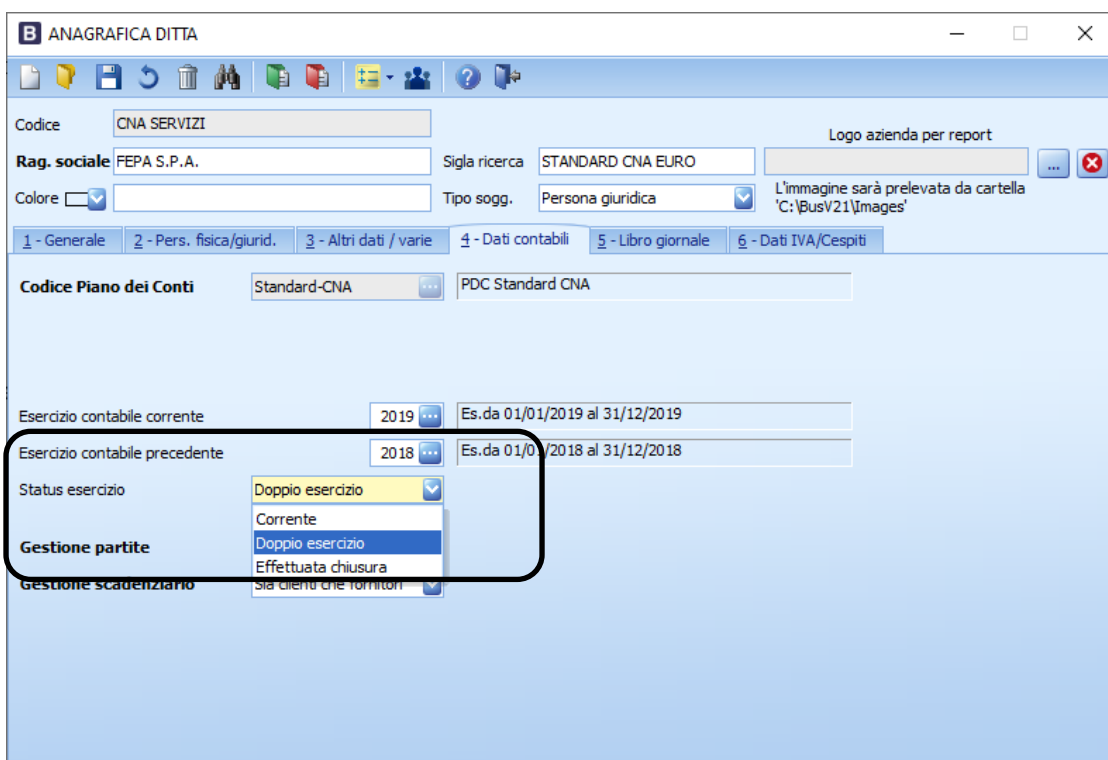 B ANAGRAFICA DITTA
Codice CNA SERVIZI
Logo azienda per report
Rag. sociale FEPA S.P.A. Sigla ricerca STANDARD CNA EURO ...
Colore Tipo sogg. Persona giuridica L'immagine sarà prelevata da cartella
'C:\BusV21\Images'
1 - Generale 2 - Pers. fisica/giurid. 3 - Altri dati / varie 4 - Dati contabili 5 - Libro giornale 6 - Dati IVA/Cespiti
Codice Piano dei Conti Standard-CNA ... PDC Standard CNA
Esercizio contabile corrente 2019 ... Es.da 01/01/2019 al 31/12/2019
Esercizio contabile precedente 2018 ... Es.da 01/01/2018 al 31/12/2018
Status esercizio Doppio esercizio
Corrente
Gestione partite Doppio esercizio
Effettuata chiusura
Gestione scadenziario Sia clienti che fornitori